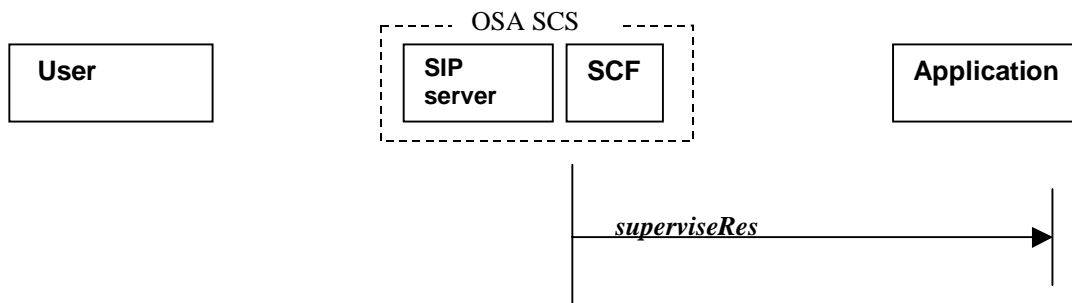 OSA SCS
User
SIP
server
SCF
Application
superviseRes